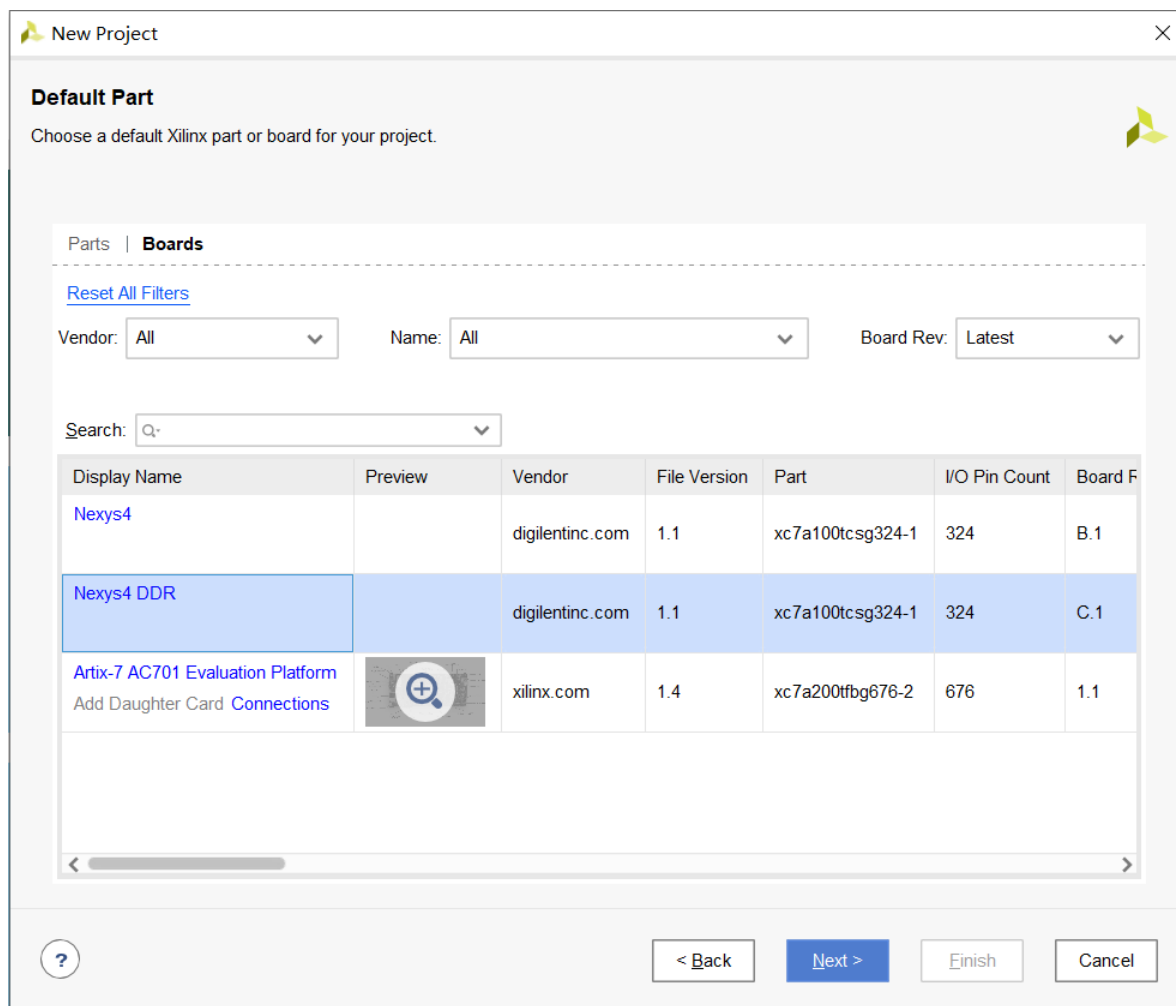 New Project
Default Part
Choose a default Xilinx part or board for your project.
Parts | Boards
Reset All Filters
Vendor: All Name: All Board Rev: Latest
Search:
Display Name Preview Vendor File Version Part I/O Pin Count Board R
Nexys4 digilentinc.com 1.1 xc7a100tcsg324-1 324 B.1
Nexys4 DDR digilentinc.com 1.1 xc7a100tcsg324-1 324 C.1
Artix-7 AC701 Evaluation Platform
Add Daughter Card Connections xilinx.com 1.4 xc7a200tfbg676-2 676 1.1
? < Back Next > Finish Cancel